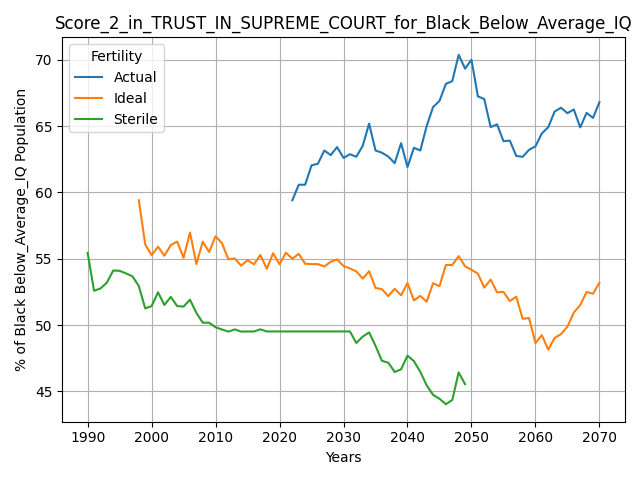 Score_2_in_TRUST_IN_SUPREME_COURT_for_Black_Below_Average_IQ
Fertility
Actual
Ideal
Sterile
% of Black Below_Average_IQ Population
70
65
60
55
50
45
1990 2000 2010 2020 2030 2040 2050 2060 2070
Years